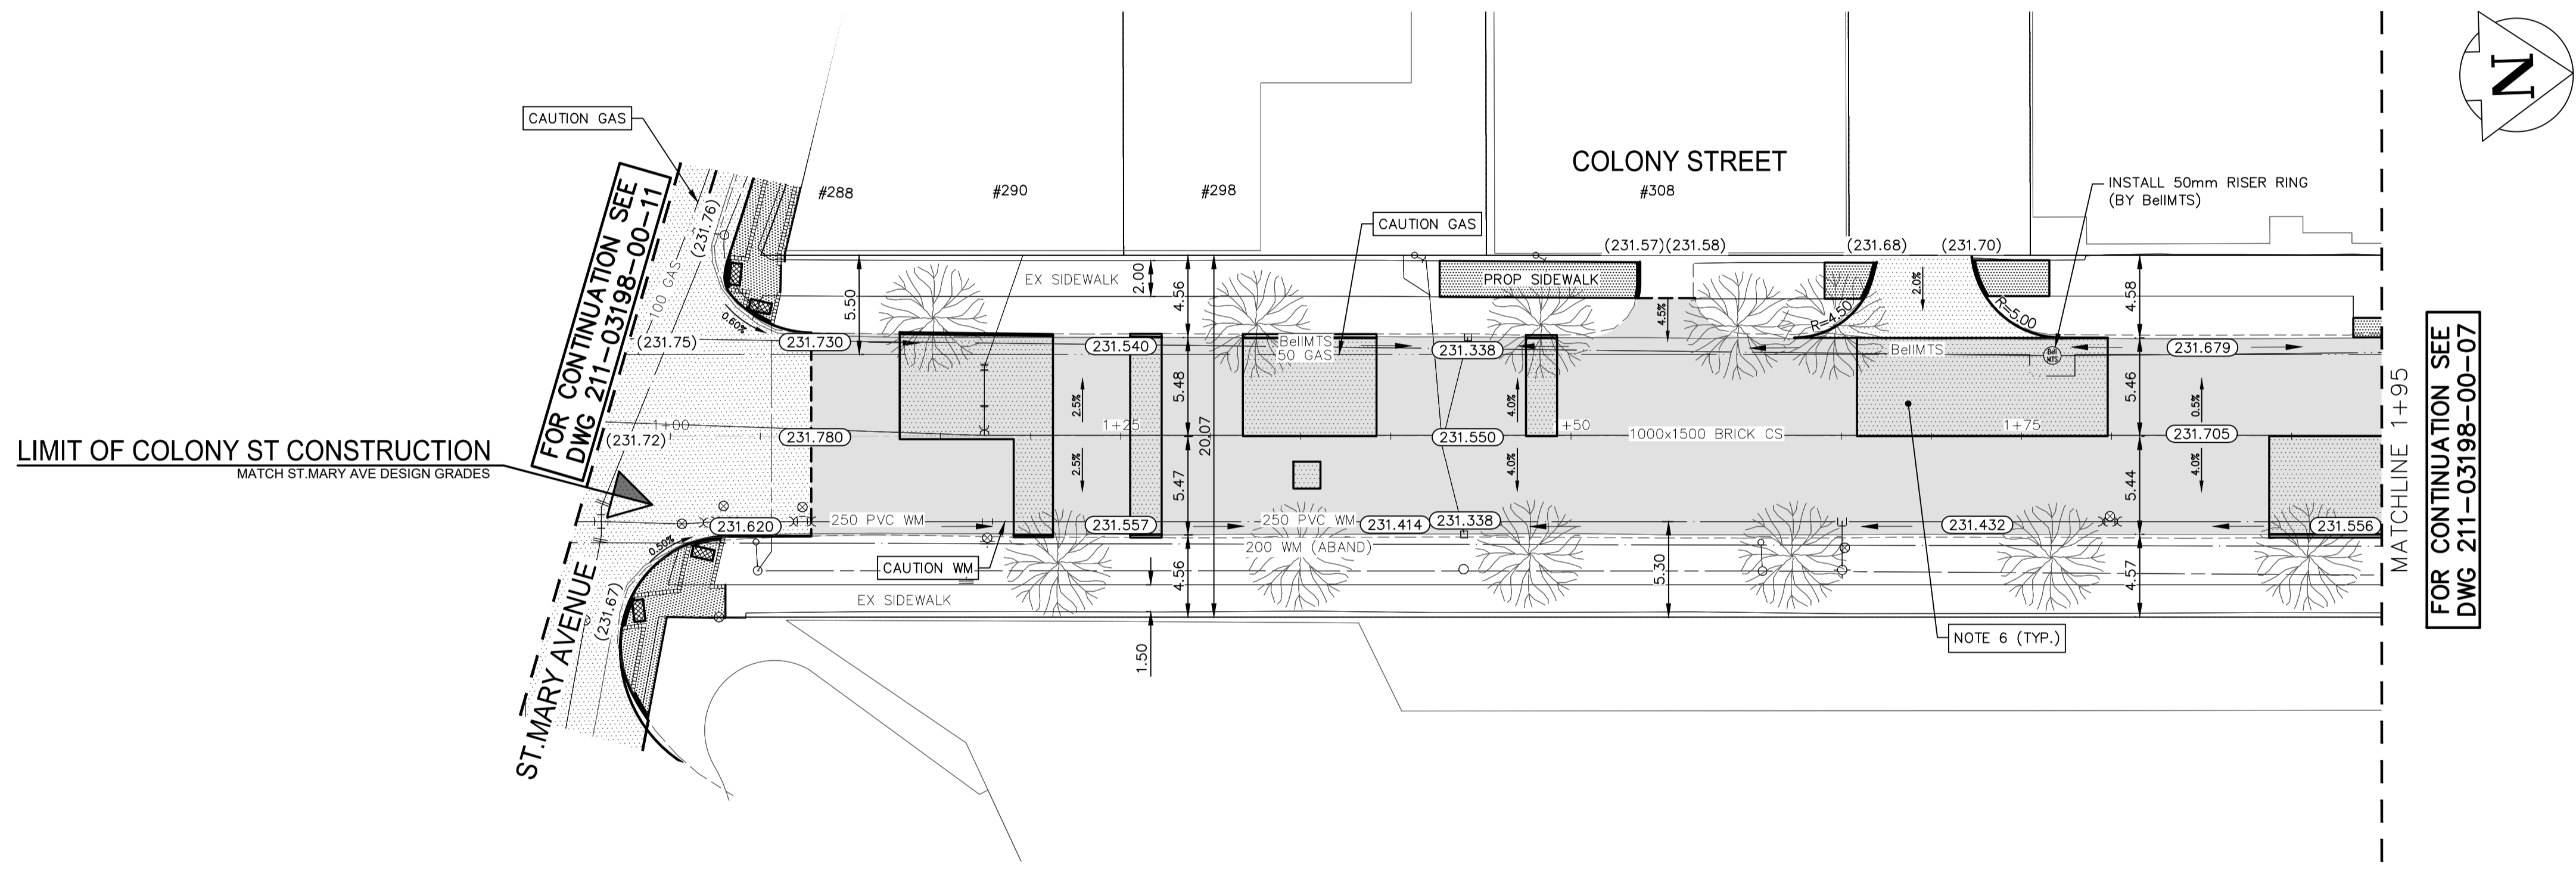 N
CAUTION GAS
COLONY STREET
#288
#290
#298
#308
INSTALL 50mm RISER RING
(BY BellMTS)
FOR CONTINUATION SEE
DWG 211-03198-00-11
(231.76)
100 GAS
CAUTION GAS
(231.57)(231.58)
(231.68)
(231.70)
EX SIDEWALK
PROP SIDEWALK
2.00
4.56
5.50
4.5%
2.0%
R=4.50
R=5.00
4.58
0.60%
(231.75)
231.730
231.540
BellMTS
50 GAS
231.338
BellMTS
Bell
MTS
231.679
5.48
5.46
2.5%
4.0%
0.5%
1+00
(231.72)
231.780
1+25
20.07
231.550
1+50
1000x1500 BRICK CS
1+75
231.705
MATCHLINE 1+95
FOR CONTINUATION SEE
DWG 211-03198-00-07
LIMIT OF COLONY ST CONSTRUCTION
MATCH ST.MARY AVE DESIGN GRADES
2.5%
5.47
4.0%
5.44
4.0%
231.620
250 PVC WM
231.557
250 PVC WM
231.414
231.338
231.432
231.556
0.50%
200 WM (ABAND)
CAUTION WM
4.56
5.30
4.57
EX SIDEWALK
(231.67)
ST.MARY AVENUE
1.50
NOTE 6 (TYP.)